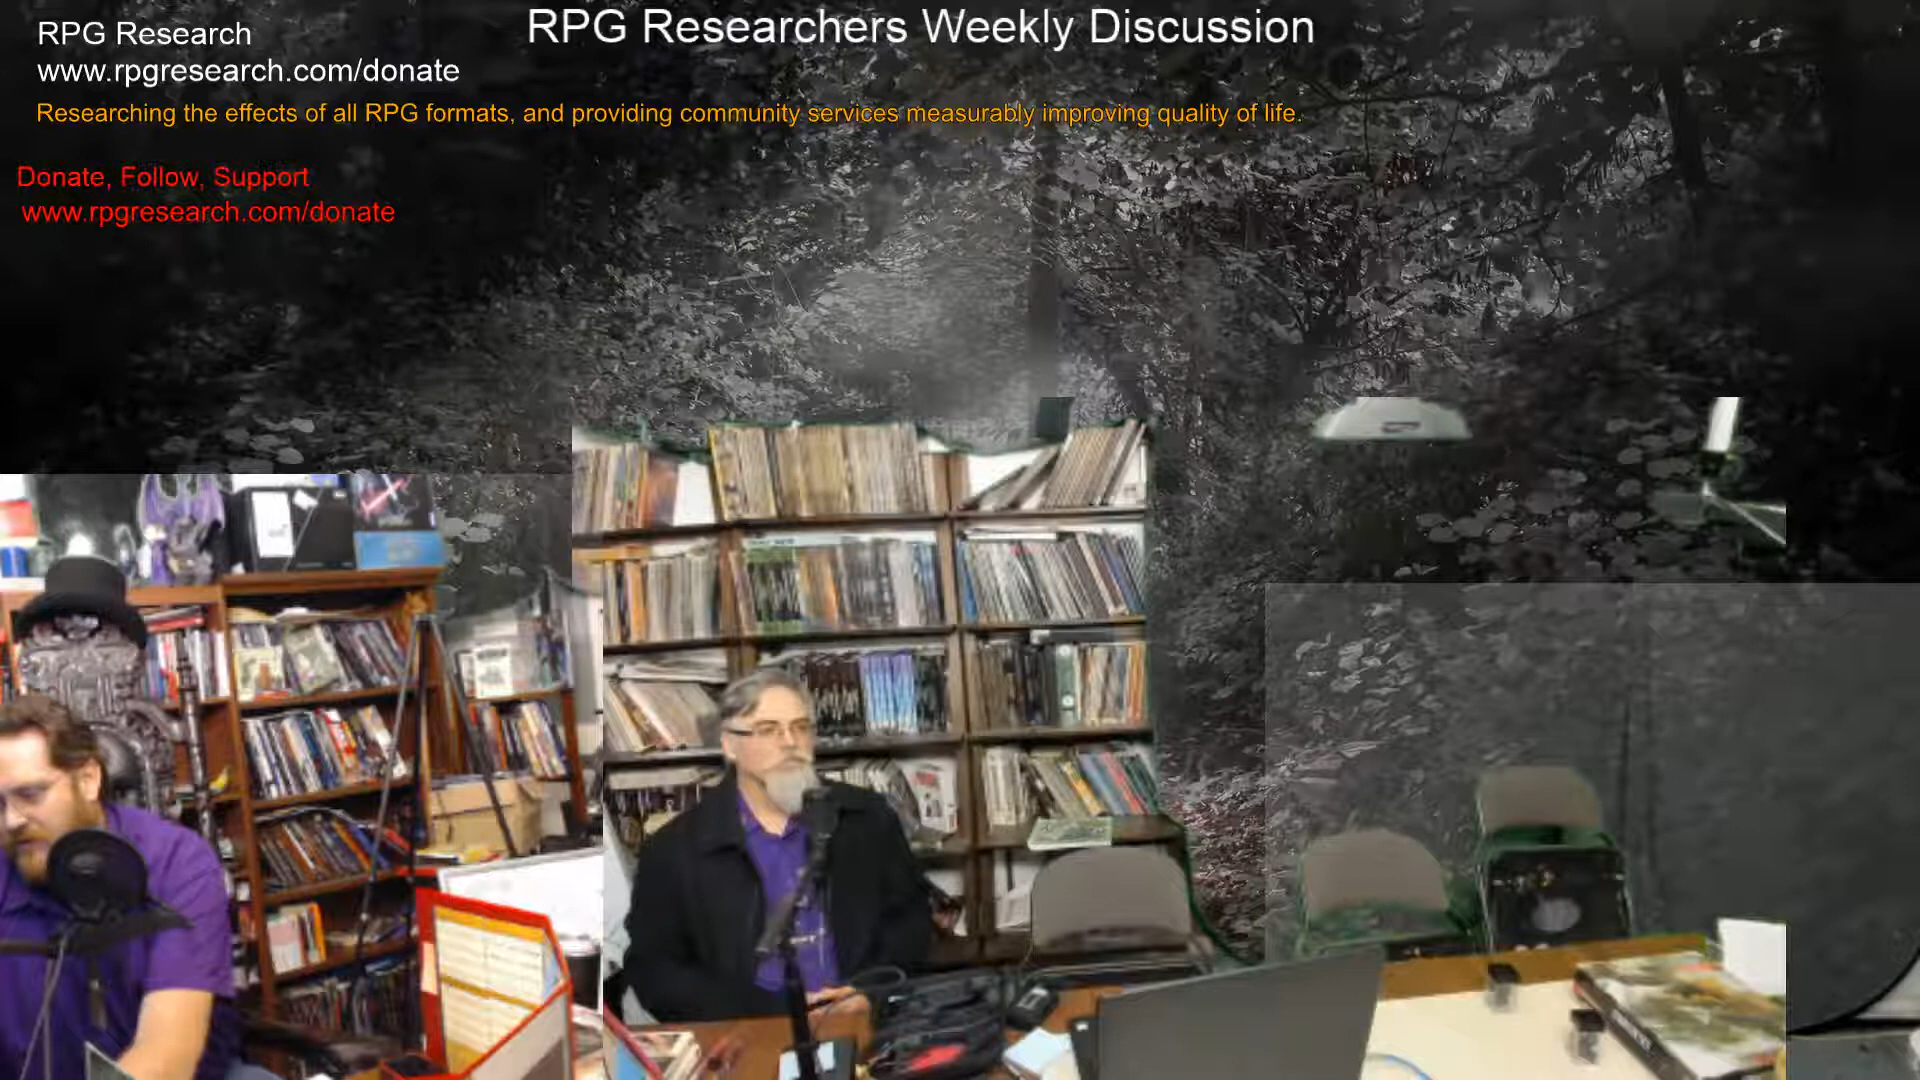 RPG Researchers Weekly Discussion
RPG Research
www.rpgresearch.com/donate
Researching the effects of all RPG formats, and providing community services measurably improving quality of life.
Donate, Follow, Support
www.rpgresearch.com/donate